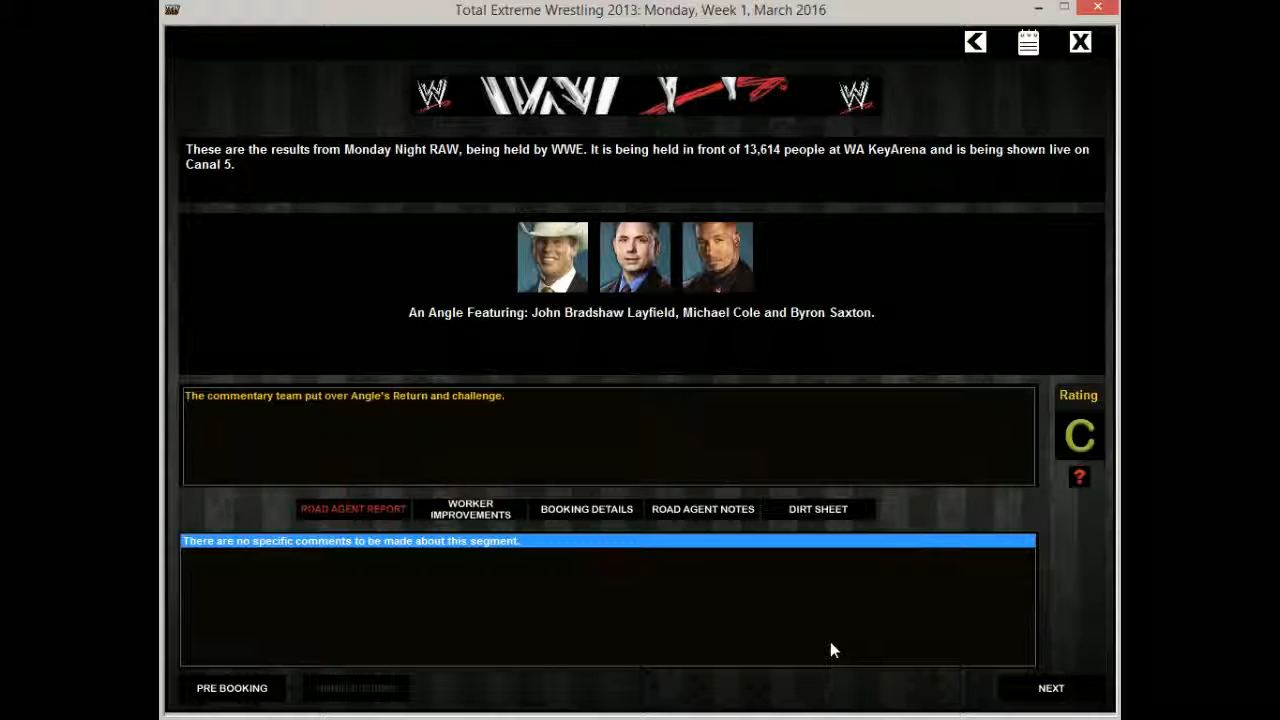 Total Extreme Wrestling 2013: Monday, Week 1, March 2016
These are the results from Monday Night RAW, being held by WWE. It is being held in front of 13,614 people at WA KeyArena and is being shown live on
Canal 5.
An Angle Featuring: John Bradshaw Layfield, Michael Cole and Byron Saxton.
The commentary team put over Angle's Return and challenge.
Rating
C
?
ROAD AGENT REPORT
WORKER
IMPROVEMENTS
BOOKING DETAILS
ROAD AGENT NOTES
DIRT SHEET
There are no specific comments to be made about this segment.
PRE BOOKING
NEXT